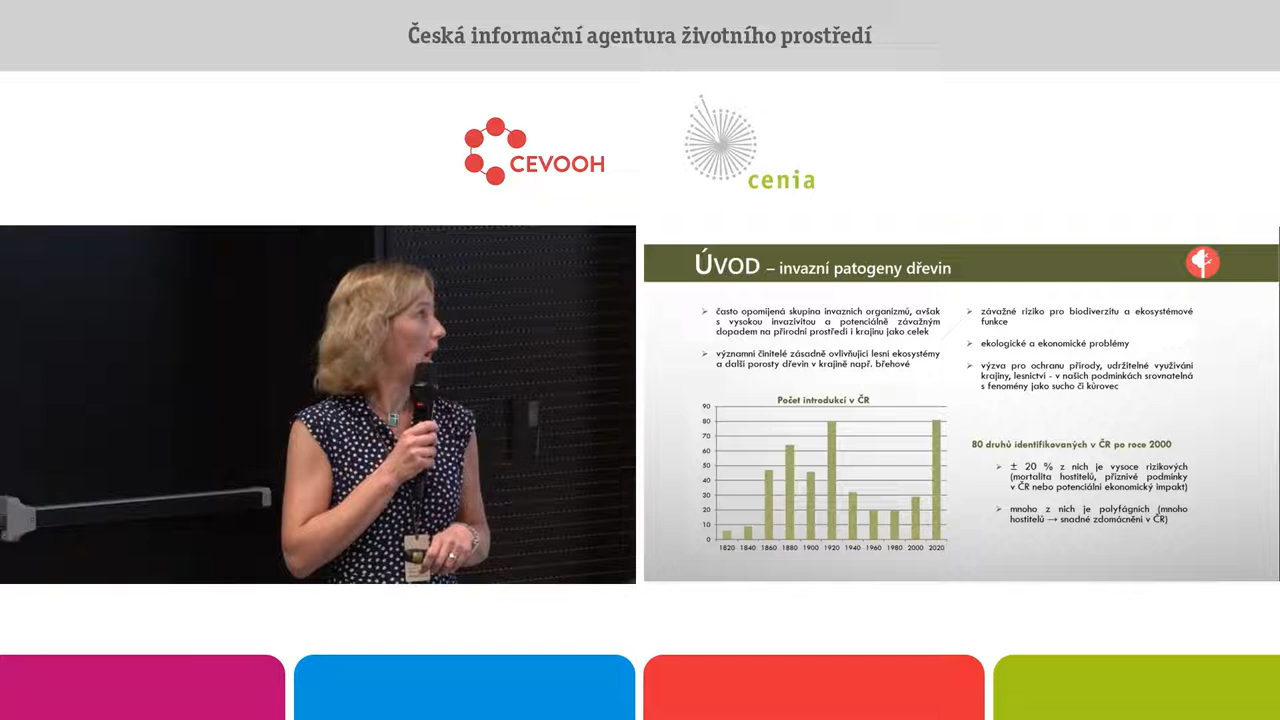 Česká informační agentura životního prostředí
CEVOOH
cenia
ÚVOD – invazní patogeny dřevin
➢ často opomíjená skupina invazních organizmů, avšak
s vysokou invazivitou a potenciálně závažným
dopadem na přírodní prostředí i krajinu jako celek
➢ významní činitelé zásadně ovlivňující lesní ekosystémy
a další porosty dřevin v krajině např. břehové
➢ závažné riziko pro biodiverzitu a ekosystémové
funkce
➢ ekologické a ekonomické problémy
➢ výzva pro ochranu přírody, udržitelné využívání
krajiny, lesnictví - v našich podmínkách srovnatelná
s fenomény jako sucho či kůrovec
Počet introdukcí v ČR
90
80
70
60
50
40
30
20
10
0
1820 1840 1860 1880 1900 1920 1940 1960 1980 2000 2020
80 druhů identifikovaných v ČR po roce 2000
➢ ± 20 % z nich je vysoce rizikových
(mortalita hostitelů, příznivé podmínky
v ČR nebo potenciální ekonomický impakt)
➢ mnoho z nich je polyfágních (mnoho
hostitelů → snadné zdomácnění v ČR)